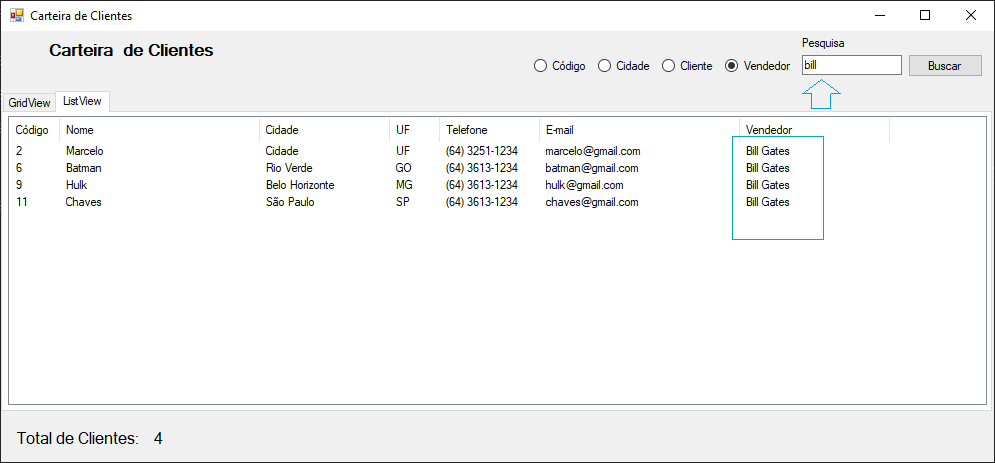 Carteira de Clientes
Carteira  de Clientes
Pesquisa
Código Cidade Cliente Vendedor bill Buscar
GridView ListView
Código Nome Cidade UF Telefone E-mail Vendedor
2 Marcelo Cidade UF (64) 3251-1234 marcelo@gmail.com Bill Gates
6 Batman Rio Verde GO (64) 3613-1234 batman@gmail.com Bill Gates
9 Hulk Belo Horizonte MG (64) 3613-1234 hulk@gmail.com Bill Gates
11 Chaves São Paulo SP (64) 3613-1234 chaves@gmail.com Bill Gates
Total de Clientes: 4